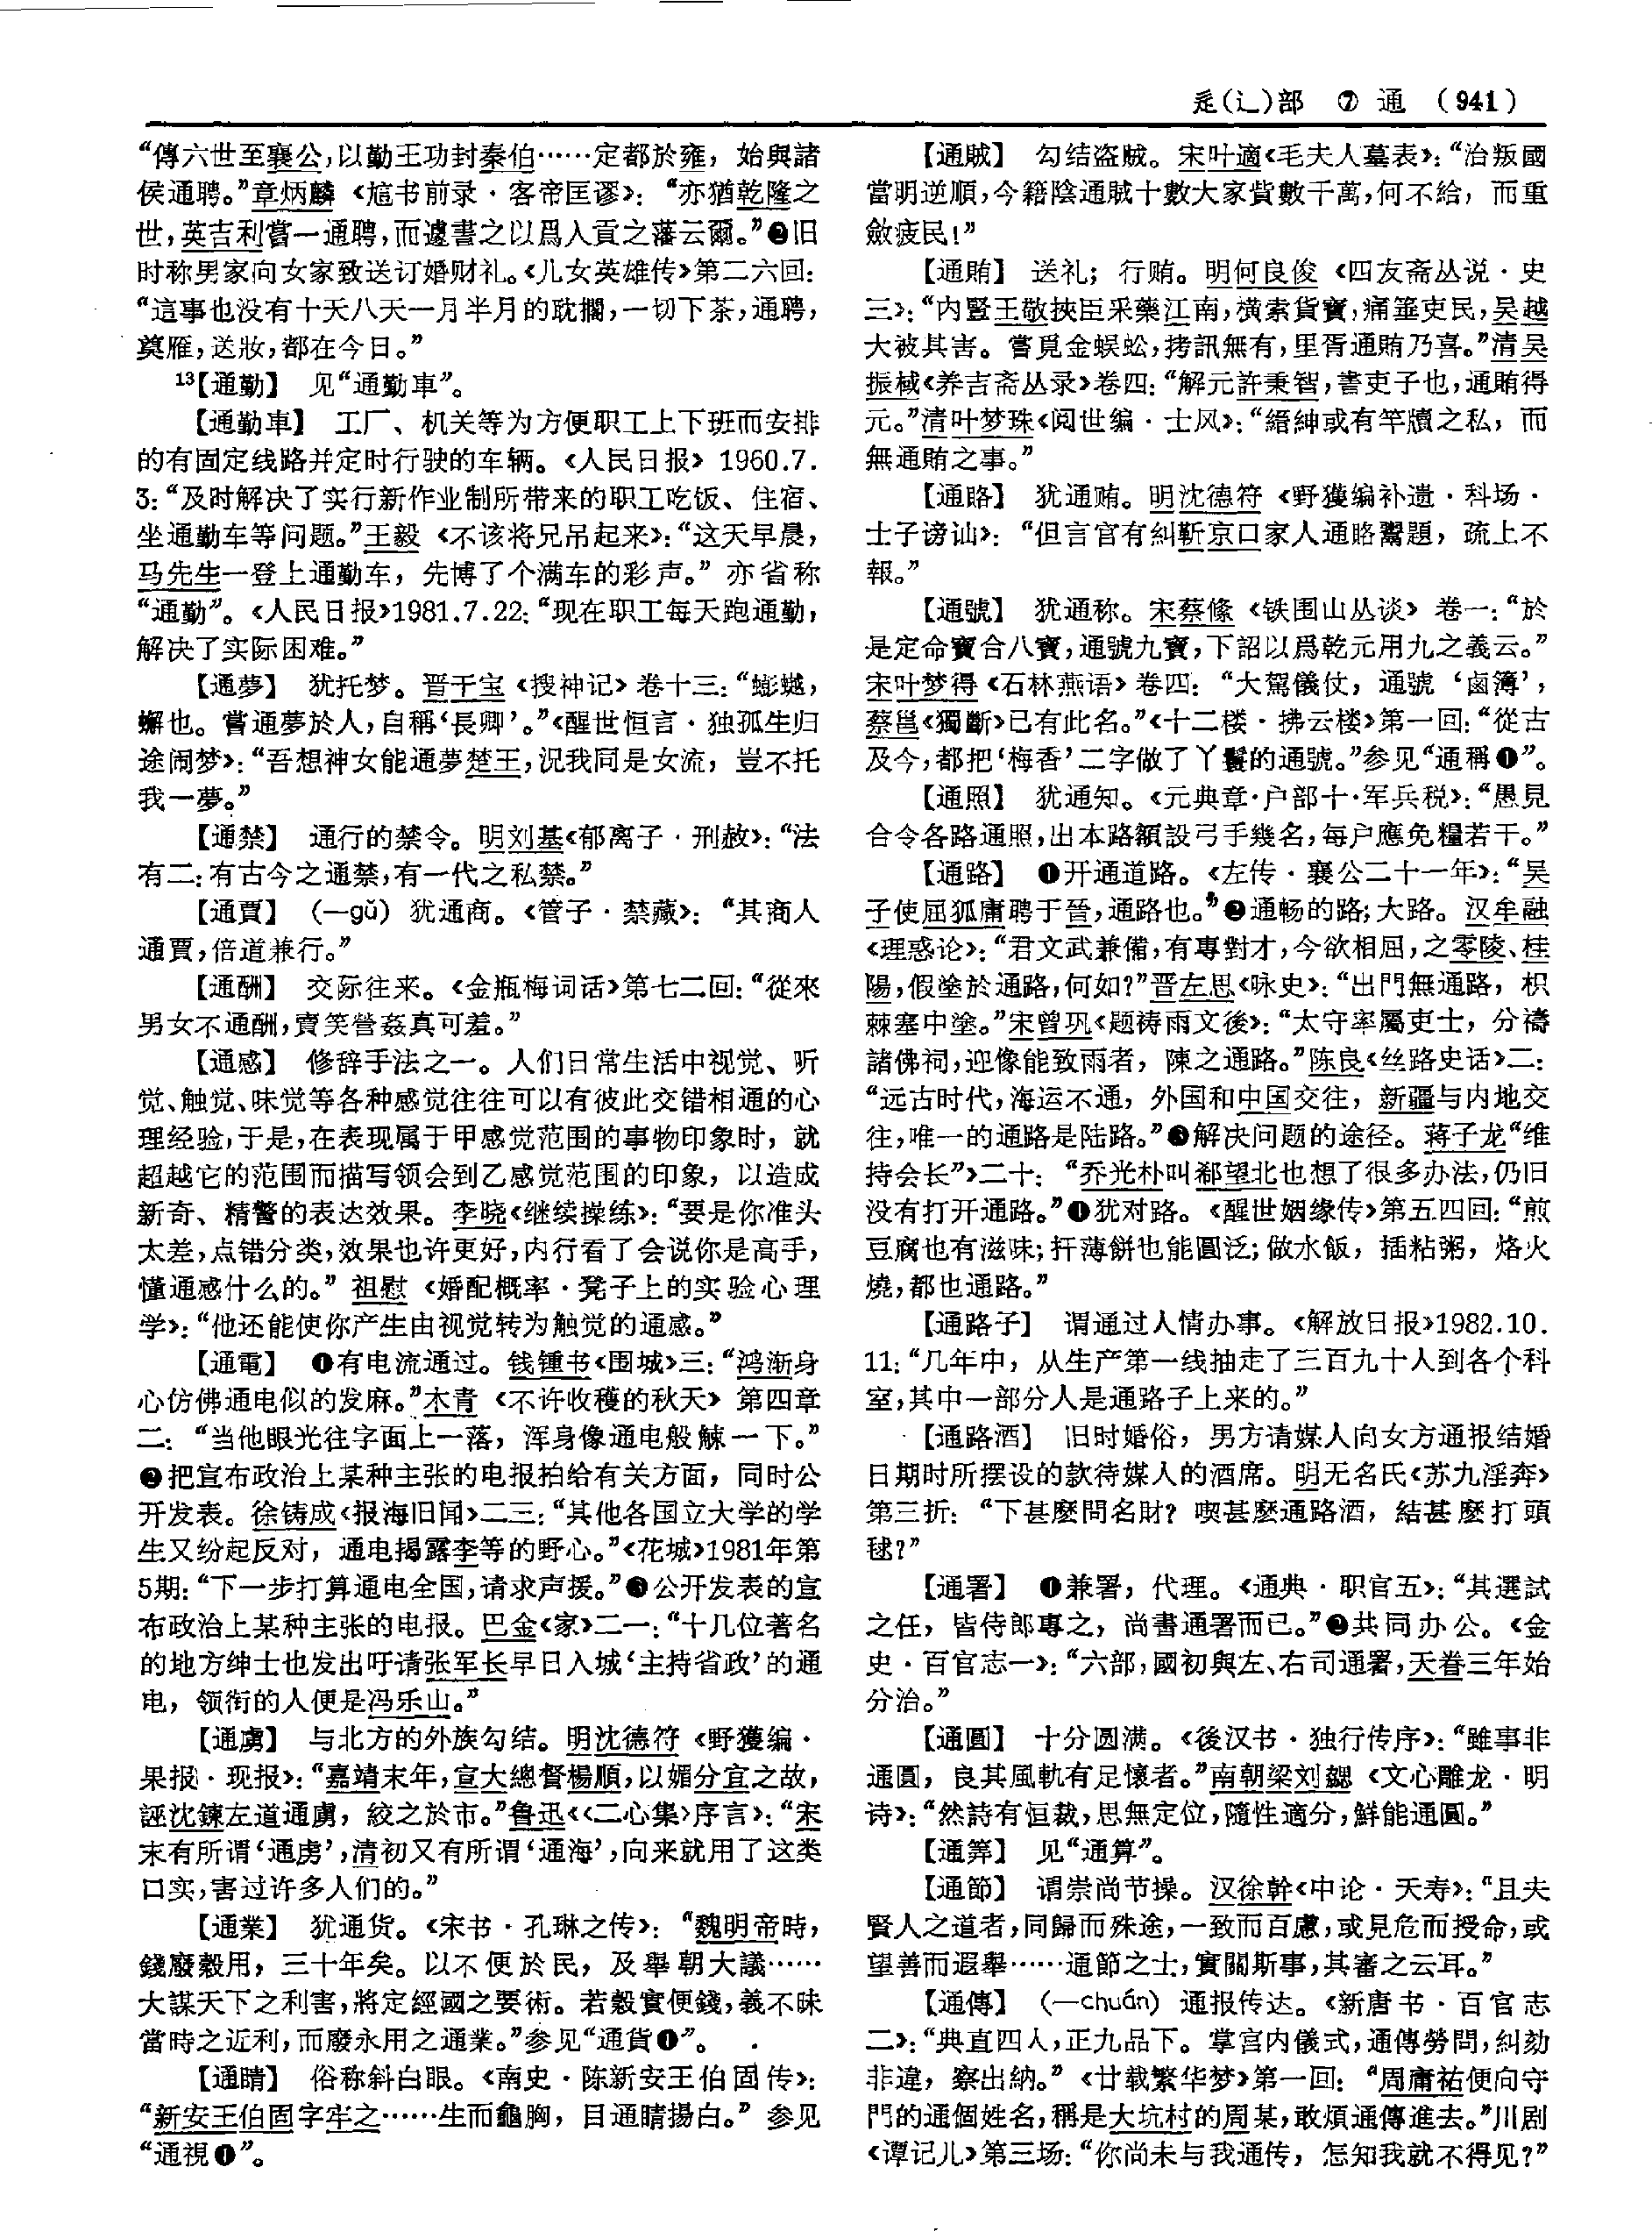 辵(辶)部 ⑦ 通 (941)
“傳六世至襄公,以勤王功封秦伯……定都於雍，始與諸
侯通聘。”章炳麟《訄书前录·客帝匡谬》：“亦猶乾隆之
世,英吉利嘗一通聘,而遽書之以爲入貢之藩云爾。”❷旧
时称男家向女家致送订婚财礼。《儿女英雄传》第二六回：
“這事也没有十天八天一月半月的耽擱,一切下茶,通聘,
奠雁,送妝,都在今日。”
13【通勤】 见“通勤車”。
【通勤車】 工厂、机关等为方便职工上下班而安排
的有固定线路并定时行驶的车辆。《人民日报》1960.7.
3:“及时解决了实行新作业制所带来的职工吃饭、住宿、
坐通勤车等问题。”王毅《不该将兄吊起来》：“这天早晨,
马先生一登上通勤车，先博了个满车的彩声。”亦省称
“通勤”。《人民日报》1981.7.22:“现在职工每天跑通勤,
解决了实际困难。”
【通夢】 犹托梦。晋干宝《搜神记》卷十三：“蟛蚏,
蠏也。嘗通夢於人,自稱‘長卿’。”《醒世恒言·独孤生归
途闹梦》：“吾想神女能通夢楚王,況我同是女流，豈不托
我一夢。”
【通禁】 通行的禁令。明刘基《郁离子·刑赦》：“法
有二：有古今之通禁,有一代之私禁。”
【通賈】 （—gǔ）犹通商。《管子·禁藏》：“其商人
通賈,倍道兼行。”
【通酬】 交际往来。《金瓶梅词话》第七二回：“從來
男女不通酬,賣笑營姦真可羞。”
【通感】 修辞手法之一。人们日常生活中视觉、听
觉、触觉、味觉等各种感觉往往可以有彼此交错相通的心
理经验,于是,在表现属于甲感觉范围的事物印象时，就
超越它的范围而描写领会到乙感觉范围的印象，以造成
新奇、精警的表达效果。李晓《继续操练》：“要是你准头
太差,点错分类,效果也许更好,内行看了会说你是高手,
懂通感什么的。”祖慰《婚配概率·凳子上的实验心理
学》：“他还能使你产生由视觉转为触觉的通感。”
【通電】 ❶有电流通过。钱锺书《围城》三：“鸿渐身
心仿佛通电似的发麻。”木青《不许收穫的秋天》第四章
二：“当他眼光往字面上一落，浑身像通电般觫一下。”
❷把宣布政治上某种主张的电报拍给有关方面，同时公
开发表。徐铸成《报海旧闻》二三：“其他各国立大学的学
生又纷起反对，通电揭露李等的野心。”《花城》1981年第
5期：“下一步打算通电全国,请求声援。”❸公开发表的宣
布政治上某种主张的电报。巴金《家》二一：“十几位著名
的地方绅士也发出吁请张军长早日入城‘主持省政’的通
电，领衔的人便是冯乐山。”
【通虜】 与北方的外族勾结。明沈德符《野獲编·
果报·现报》：“嘉靖末年,宣大總督楊順,以媚分宜之故,
誣沈鍊左道通虜，絞之於市。”鲁迅《〈二心集〉序言》：“宋
末有所谓‘通虏’,清初又有所谓‘通海’,向来就用了这类
口实,害过许多人们的。”
【通業】 犹通货。《宋书·孔琳之传》：“魏明帝時,
錢廢穀用，三十年矣。以不便於民，及舉朝大議……
大謀天下之利害,將定經國之要術。若穀實便錢,義不昧
當時之近利,而廢永用之通業。”参见“通貨❶”。
【通睛】 俗称斜白眼。《南史·陈新安王伯固传》：
“新安王伯固字牢之……生而龜胸，目通睛揚白。”参见
“通視❶”。
【通賊】 勾结盗贼。宋叶適《毛夫人墓表》：“治叛國
當明逆順,今籍陰通賊十數大家貲數千萬,何不給，而重
斂疲民！”
【通賄】 送礼；行贿。明何良俊《四友斋丛说·史
三》：“内豎王敬挾臣采藥江南,横索貨寶,痛箠吏民,吴越
大被其害。嘗覓金蜈蚣,拷訊無有,里胥通賄乃喜。”清吴
振棫《养吉斋丛录》卷四：“解元許秉智,書吏子也,通賄得
元。”清叶梦珠《阅世编·士风》：“縉紳或有竿牘之私，而
無通賄之事。”
【通賂】 犹通贿。明沈德符《野獲编补遗·科场·
士子谤讪》：“但言官有糾靳京口家人通賂鬻題，疏上不
報。”
【通號】 犹通称。宋蔡絛《铁围山丛谈》卷一：“於
是定命寶合八寶,通號九寶,下詔以爲乾元用九之義云。”
宋叶梦得《石林燕语》卷四：“大駕儀仗，通號‘鹵簿’，
蔡邕《獨斷》已有此名。”《十二楼·拂云楼》第一回：“從古
及今,都把‘梅香’二字做了丫鬟的通號。”参见“通稱❶”。
【通照】 犹通知。《元典章·户部十·军兵税》：“愚見
合令各路通照,出本路額設弓手幾名,每户應免糧若干。”
【通路】 ❶开通道路。《左传·襄公二十一年》：“吴
子使屈狐庸聘于晉,通路也。”❷通畅的路；大路。汉牟融
《理惑论》：“君文武兼備,有專對才,今欲相屈,之零陵、桂
陽,假塗於通路,何如？”晋左思《咏史》：“出門無通路，枳
棘塞中塗。”宋曾巩《题祷雨文後》：“太守率屬吏士，分禱
諸佛祠,迎像能致雨者，陳之通路。”陈良《丝路史话》二：
“远古时代,海运不通，外国和中国交往，新疆与内地交
往,唯一的通路是陆路。”❸解决问题的途径。蒋子龙“维
持会长”》二十：“乔光朴叫郗望北也想了很多办法,仍旧
没有打开通路。”❶犹对路。《醒世姻缘传》第五四回：“煎
豆腐也有滋味；扞薄餅也能圓泛；做水飯，插粘粥，烙火
燒,都也通路。”
【通路子】 谓通过人情办事。《解放日报》1982.10.
11：“几年中，从生产第一线抽走了三百九十人到各个科
室,其中一部分人是通路子上来的。”
【通路酒】 旧时婚俗，男方请媒人向女方通报结婚
日期时所摆设的款待媒人的酒席。明无名氏《苏九淫奔》
第三折：“下甚麽問名財？喫甚麽通路酒，結甚麽打頭
毬？”
【通署】 ❶兼署，代理。《通典·职官五》：“其選試
之任，皆侍郎專之，尚書通署而已。”❷共同办公。《金
史·百官志一》：“六部,國初與左、右司通署,天眷三年始
分治。”
【通圓】 十分圆满。《後汉书·独行传序》：“雖事非
通圓，良其風軌有足懷者。”南朝梁刘勰《文心雕龙·明
诗》：“然詩有恒裁,思無定位,隨性適分,鮮能通圓。”
【通筭】 见“通算”。
【通節】 谓崇尚节操。汉徐幹《中论·夭寿》：“且夫
賢人之道者,同歸而殊途,一致而百慮,或見危而授命,或
望善而遐舉……通節之士,實關斯事,其審之云耳。”
【通傳】 （—chuán）通报传达。《新唐书·百官志
二》：“典直四人,正九品下。掌宫内儀式,通傳勞問,糾劾
非違，察出納。”《廿载繁华梦》第一回：“周庸祐便向守
門的通個姓名,稱是大坑村的周某,敢煩通傳進去。”川剧
《谭记儿》第三场：“你尚未与我通传，怎知我就不得见？”